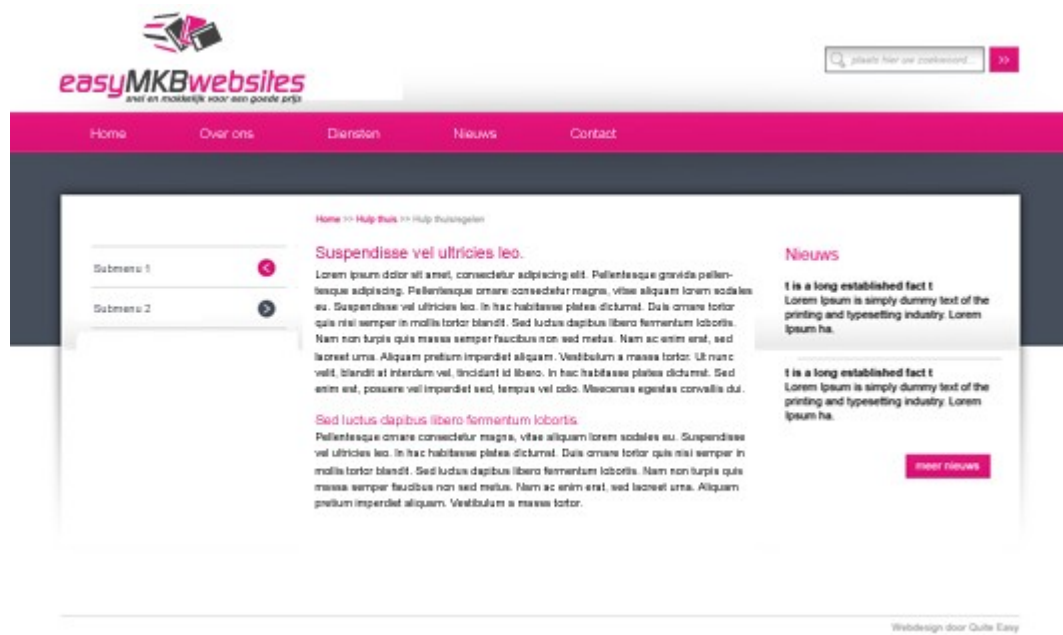 easyMKBwebsites
snel en makkelijk voor een goede prijs
plaats hier uw zoekwoord...
>>
Home Over ons Diensten Nieuws Contact
Home >> Hulp thuis >> Hulp thuisregelen
Submenu 1
Submenu 2
Suspendisse vel ultricies leo.
Lorem ipsum dolor sit amet, consectetur adipiscing elit. Pellentesque gravida pellen-
tesque adipiscing. Pellentesque ornare consectetur magna, vitae aliquam lorem sodales
eu. Suspendisse vel ultricies leo. In hac habitasse platea dictumst. Duis ornare tortor
quis nisi semper in mollis tortor blandit. Sed luctus dapibus libero fermentum lobortis.
Nam non turpis quis massa semper faucibus non sed metus. Nam ac enim erat, sed
laoreet urna. Aliquam pretium imperdiet aliquam. Vestibulum a massa tortor. Ut nunc
velit, blandit at interdum vel, tincidunt id libero. In hac habitasse platea dictumst. Sed
enim est, posuere vel imperdiet sed, tempus vel odio. Maecenas egestas convallis dui.
Sed luctus dapibus libero fermentum lobortis.
Pellentesque ornare consectetur magna, vitae aliquam lorem sodales eu. Suspendisse
vel ultricies leo. In hac habitasse platea dictumst. Duis ornare tortor quis nisi semper in
mollis tortor blandit. Sed luctus dapibus libero fermentum lobortis. Nam non turpis quis
massa semper faucibus non sed metus. Nam ac enim erat, sed laoreet urna. Aliquam
pretium imperdiet aliquam. Vestibulum a massa tortor.
Nieuws
t is a long established fact t
Lorem Ipsum is simply dummy text of the
printing and typesetting industry. Lorem
Ipsum ha.
t is a long established fact t
Lorem Ipsum is simply dummy text of the
printing and typesetting industry. Lorem
Ipsum ha.
meer nieuws
Webdesign door Quite Easy